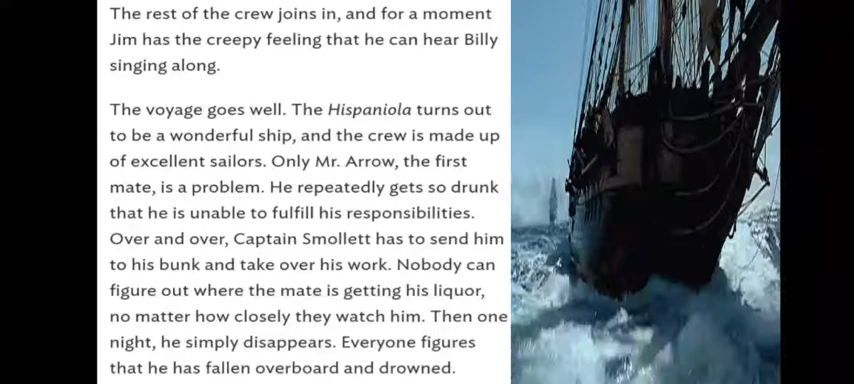 The rest of the crew joins in, and for a moment
Jim has the creepy feeling that he can hear Billy
singing along.
The voyage goes well. The Hispaniola turns out
to be a wonderful ship, and the crew is made up
of excellent sailors. Only Mr. Arrow, the first
mate, is a problem. He repeatedly gets so drunk
that he is unable to fulfill his responsibilities.
Over and over, Captain Smollett has to send him
to his bunk and take over his work. Nobody can
figure out where the mate is getting his liquor,
no matter how closely they watch him. Then one
night, he simply disappears. Everyone figures
that he has fallen overboard and drowned.